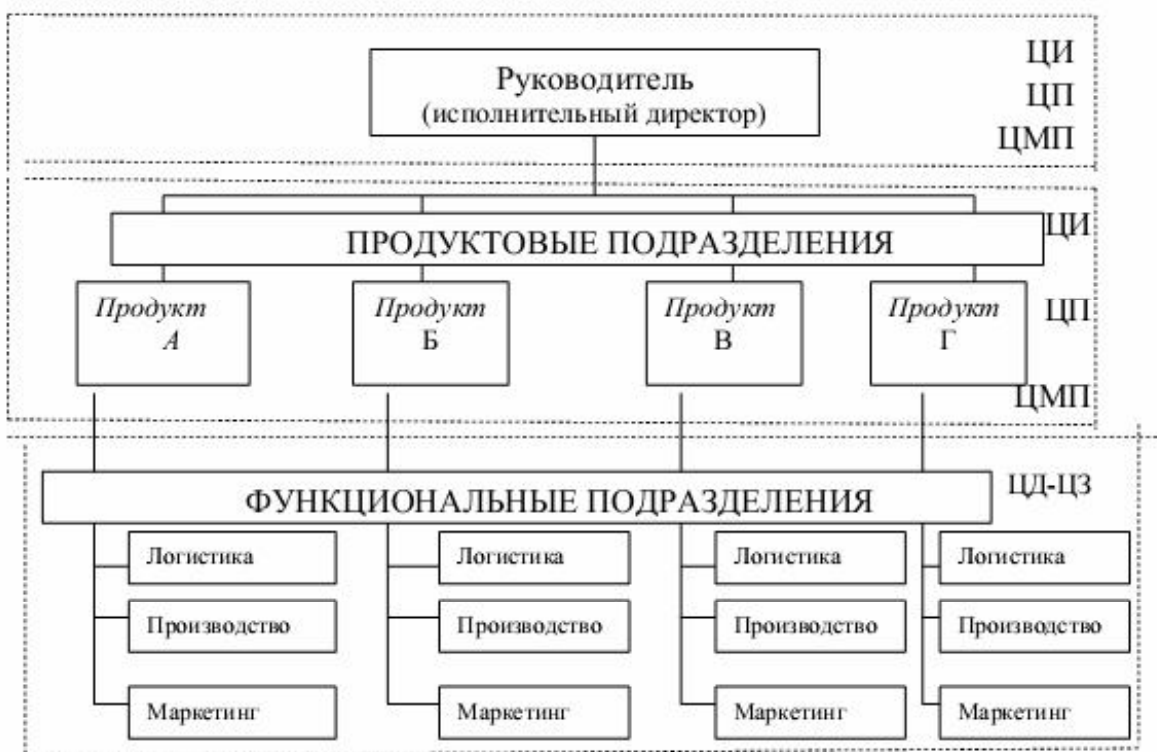 ЦИ
Руководитель
(исполнительный директор)
ЦП
ЦМП
ЦИ
ПРОДУКТОВЫЕ ПОДРАЗДЕЛЕНИЯ
Продукт
А
Продукт
Б
Продукт
В
Продукт
Г
ЦП
ЦМП
ФУНКЦИОНАЛЬНЫЕ ПОДРАЗДЕЛЕНИЯ
ЦД-ЦЗ
Логистика
Логистика
Логистика
Логистика
Производство
Производство
Производство
Производство
Маркетинг
Маркетинг
Маркетинг
Маркетинг